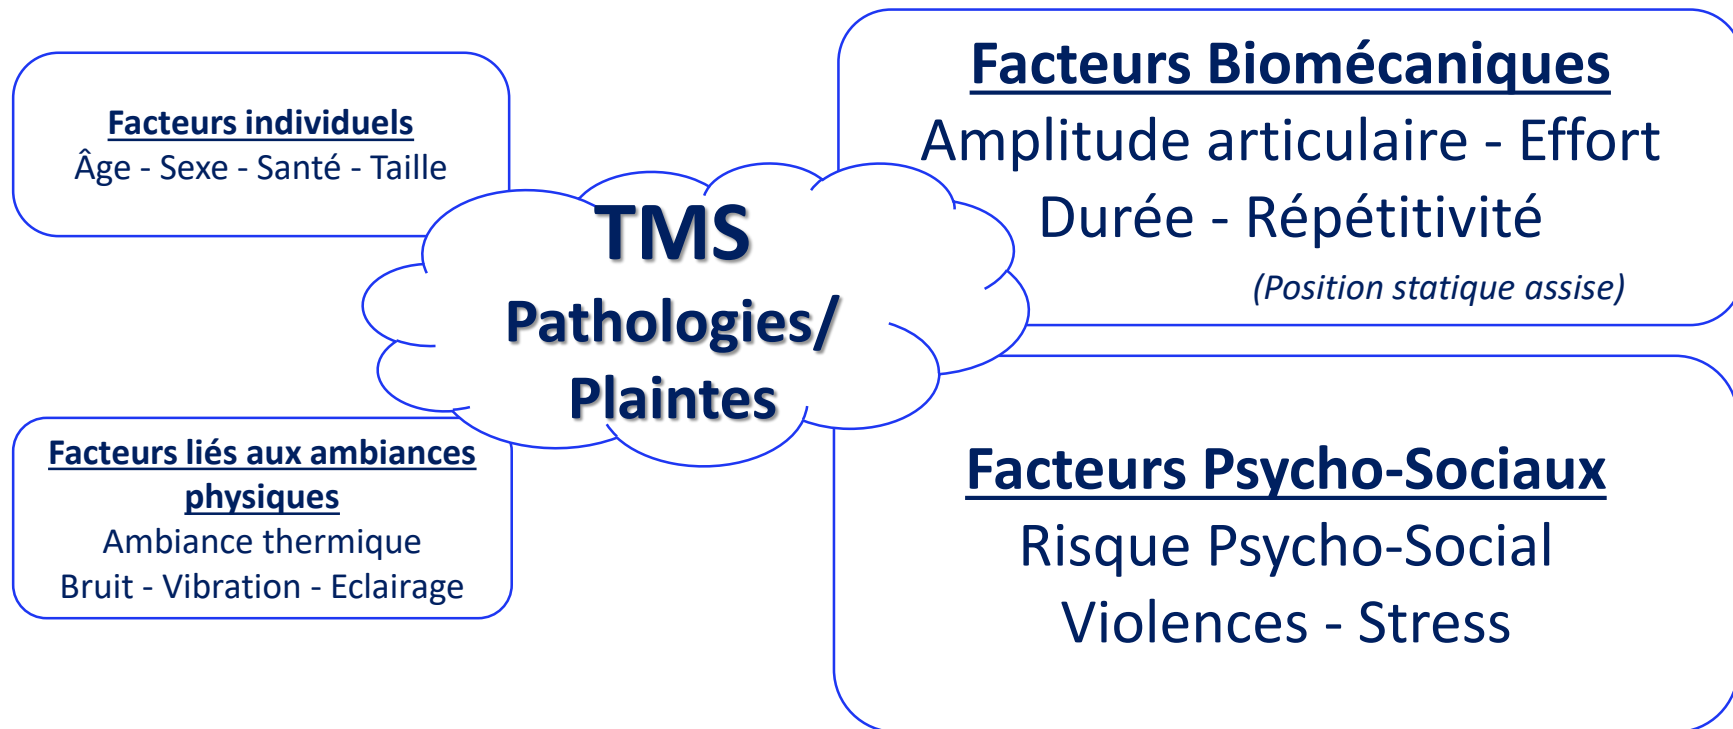 Facteurs individuels
Âge - Sexe - Santé - Taille
Facteurs Biomécaniques
Amplitude articulaire - Effort
Durée - Répétitivité
(Position statique assise)
TMS
Pathologies/
Plaintes
Facteurs liés aux ambiances
physiques
Ambiance thermique
Bruit - Vibration - Eclairage
Facteurs Psycho-Sociaux
Risque Psycho-Social
Violences - Stress